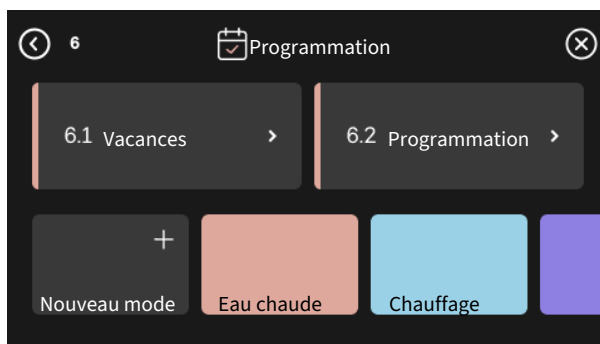 6 Programmation
6.1 Vacances
6.2 Programmation
Nouveau mode
Eau chaude
Chauffage